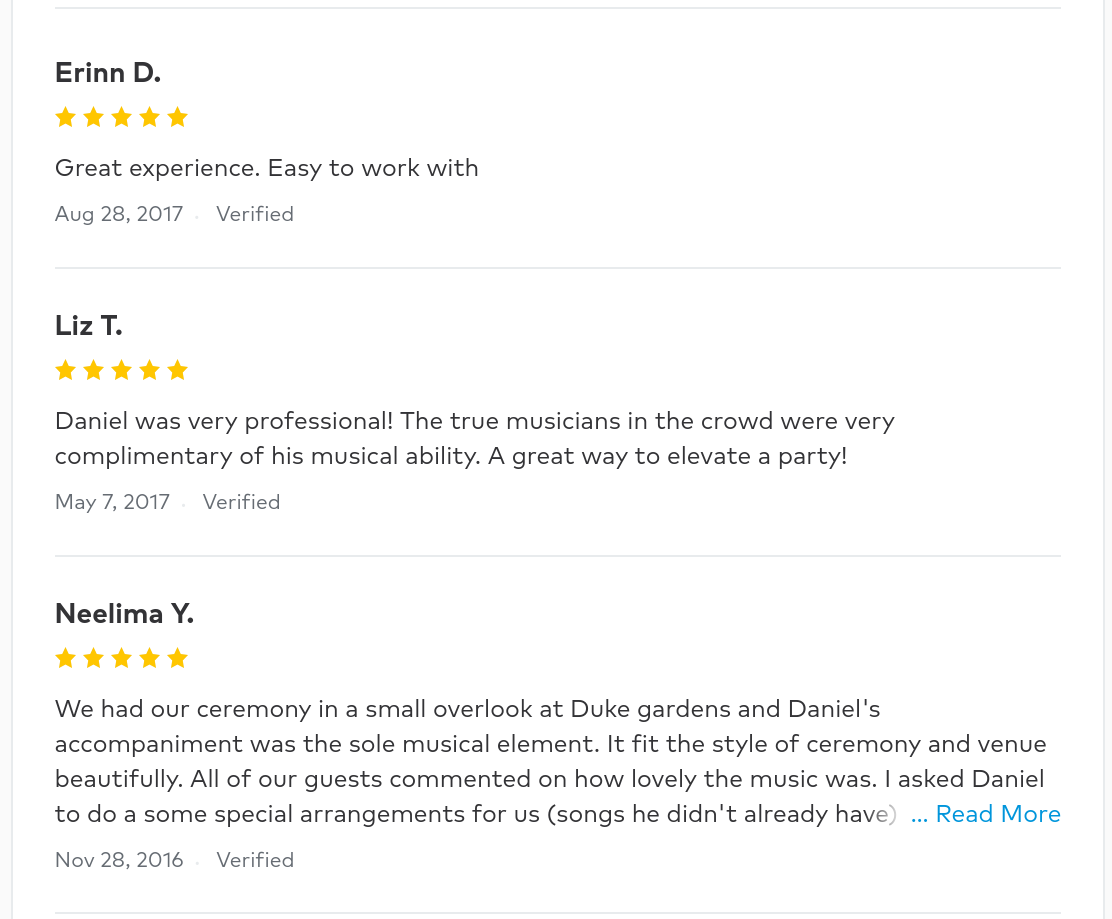 Erinn D.
Great experience. Easy to work with
Aug 28, 2017 · Verified
Liz T.
Daniel was very professional! The true musicians in the crowd were very
complimentary of his musical ability. A great way to elevate a party!
May 7, 2017 · Verified
Neelima Y.
We had our ceremony in a small overlook at Duke gardens and Daniel's
accompaniment was the sole musical element. It fit the style of ceremony and venue
beautifully. All of our guests commented on how lovely the music was. I asked Daniel
to do a some special arrangements for us (songs he didn't already have) ... Read More
Nov 28, 2016 · Verified